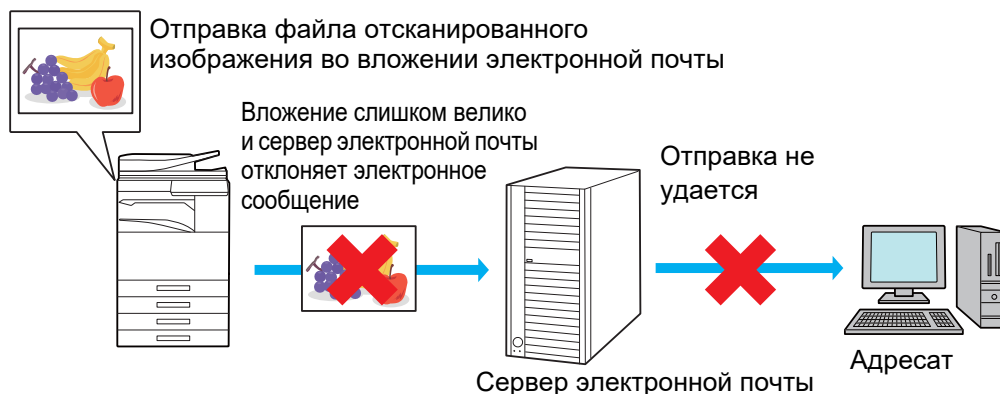 Отправка файла отсканированного
изображения во вложении электронной почты
Вложение слишком велико
и сервер электронной почты
отклоняет электронное
сообщение
Отправка не
удается
Адресат
Сервер электронной почты